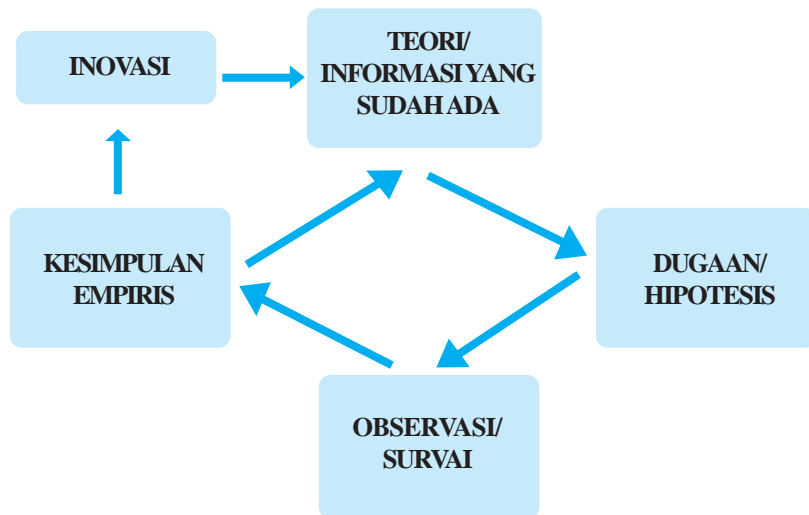 INOVASI
TEORI/
INFORMASI YANG
SUDAH ADA
KESIMPULAN
EMPIRIS
DUGAAN/
HIPOTESIS
OBSERVASI/
SURVAI